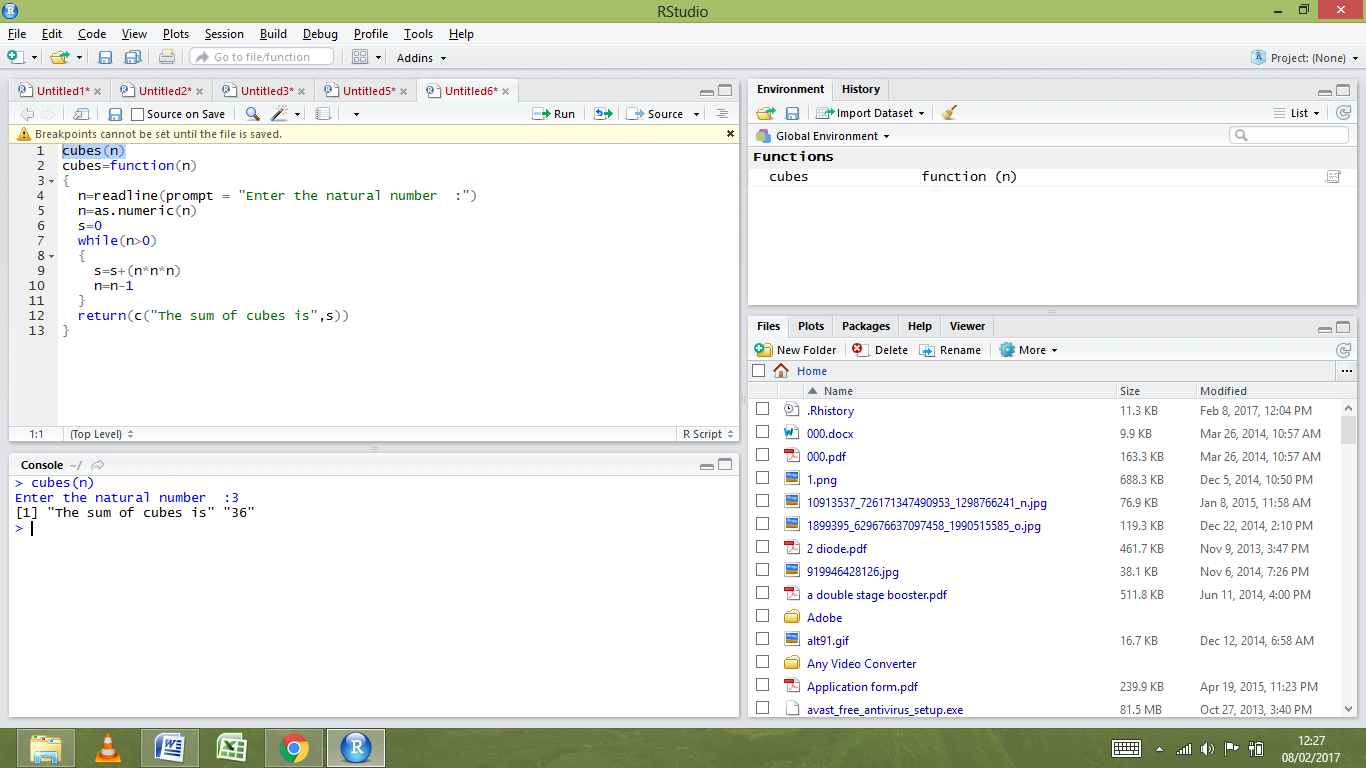 RStudio
File Edit Code View Plots Session Build Debug Profile Tools Help
Go to file/function Addins Project: (None)
Untitled1* Untitled2* Untitled3* Untitled5* Untitled6*
Source on Save Run Source
Breakpoints cannot be set until the file is saved.
1 cubes(n)
2 cubes=function(n)
3 {
4 n=readline(prompt = "Enter the natural number  :")
5 n=as.numeric(n)
6 s=0
7 while(n>0)
8 {
9 s=s+(n*n*n)
10 n=n-1
11 }
12 return(c("The sum of cubes is",s))
13 }
1:1 (Top Level) R Script
Console ~/
> cubes(n)
Enter the natural number  :3
[1] "The sum of cubes is" "36"
>
Environment History
Import Dataset List
Global Environment
Functions
cubes function (n)
Files Plots Packages Help Viewer
New Folder Delete Rename More
Home ...
Name Size Modified
.Rhistory 11.3 KB Feb 8, 2017, 12:04 PM
000.docx 9.9 KB Mar 26, 2014, 10:57 AM
000.pdf 163.3 KB Mar 26, 2014, 10:57 AM
1.png 688.3 KB Dec 5, 2014, 10:50 PM
10913537_726171347490953_1298766241_n.jpg 76.9 KB Jan 8, 2015, 11:58 AM
1899395_629676637097458_1990515585_o.jpg 119.3 KB Dec 22, 2014, 2:10 PM
2 diode.pdf 461.7 KB Nov 9, 2013, 3:47 PM
919946428126.jpg 38.1 KB Nov 6, 2014, 7:26 PM
a double stage booster.pdf 511.8 KB Jun 11, 2014, 4:00 PM
Adobe
alt91.gif 16.7 KB Dec 12, 2014, 6:58 AM
Any Video Converter
Application form.pdf 239.9 KB Apr 19, 2015, 11:23 PM
avast_free_antivirus_setup.exe 81.5 MB Oct 27, 2013, 3:40 PM
12:27
08/02/2017